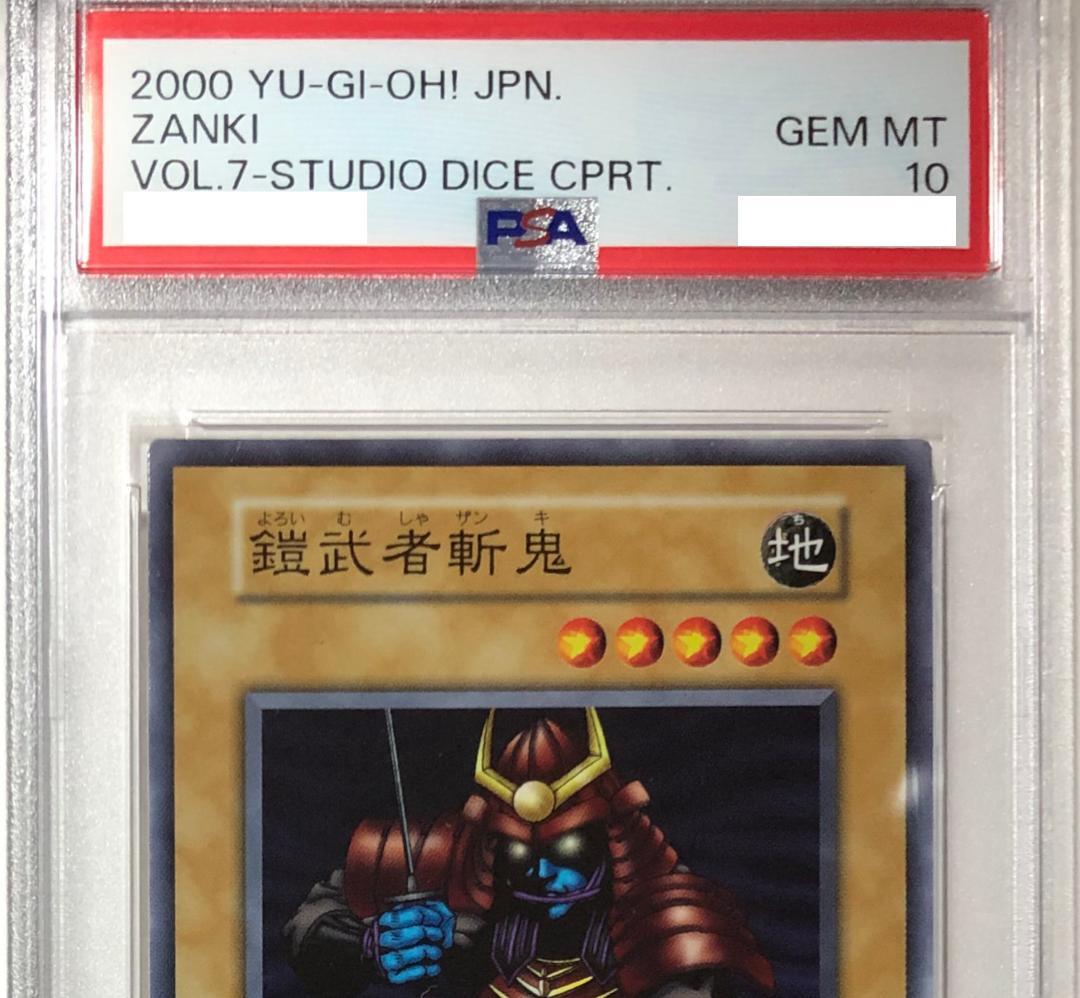 2000 YU-GI-OH! JPN.
ZANKI
GEM MT
VOL.7-STUDIO DICE CPRT.
10
PSA
よろい む しゃ ザン キ
鎧武者斬鬼
ち
地